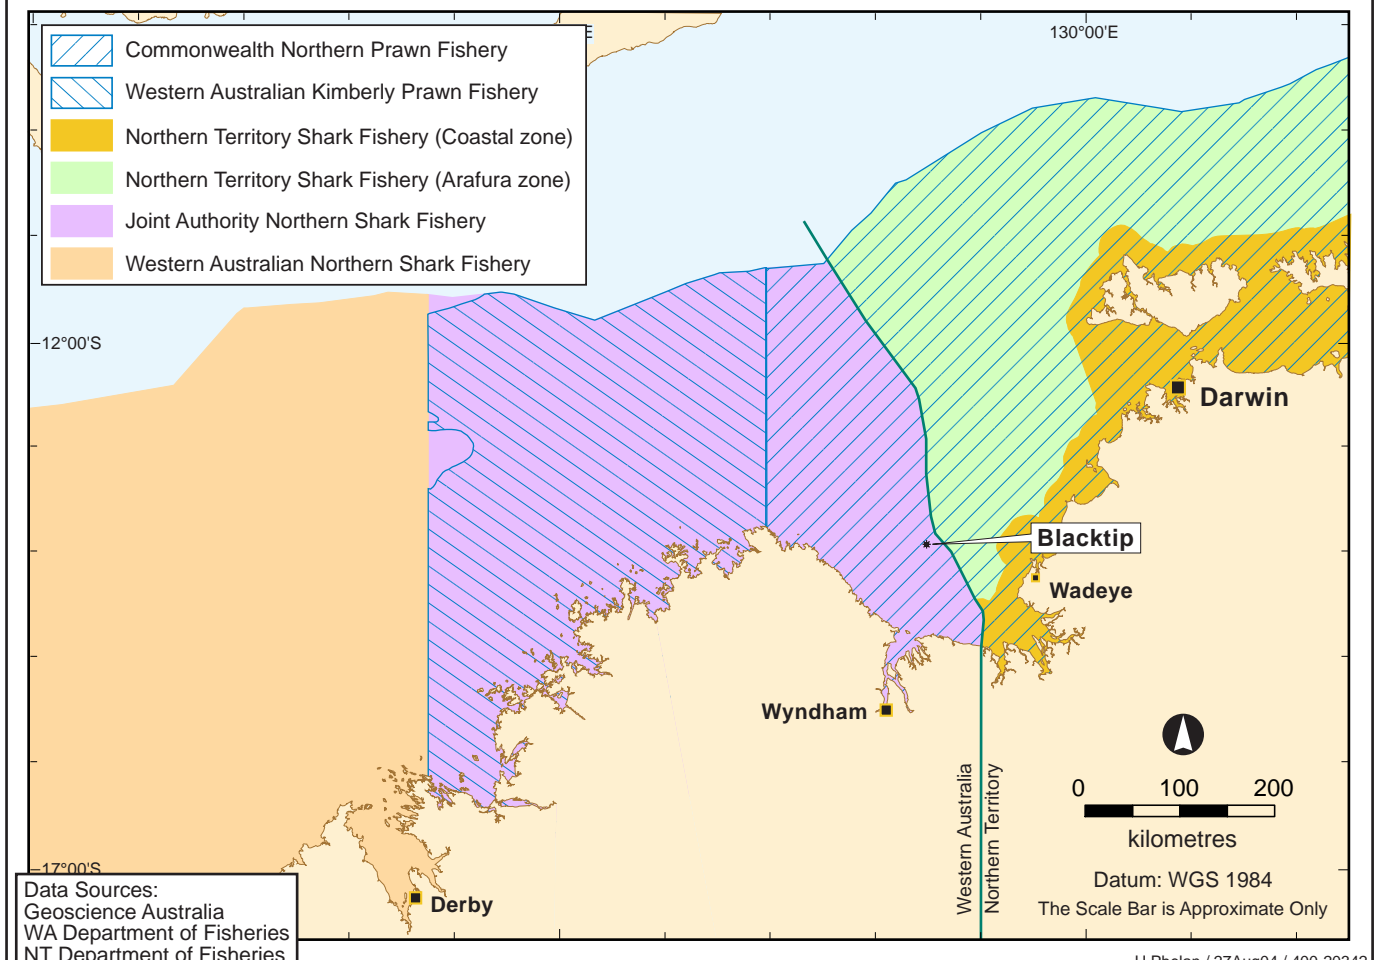 Commonwealth Northern Prawn Fishery
Western Australian Kimberly Prawn Fishery
Northern Territory Shark Fishery (Coastal zone)
Northern Territory Shark Fishery (Arafura zone)
Joint Authority Northern Shark Fishery
Western Australian Northern Shark Fishery
E
130°00'E
12°00'S
Darwin
Blacktip
Wadeye
Wyndham
Western Australia
Northern Territory
0 100 200
kilometres
17°00'S
Datum: WGS 1984
The Scale Bar is Approximate Only
Derby
Data Sources:
Geoscience Australia
WA Department of Fisheries
NT Department of Fisheries